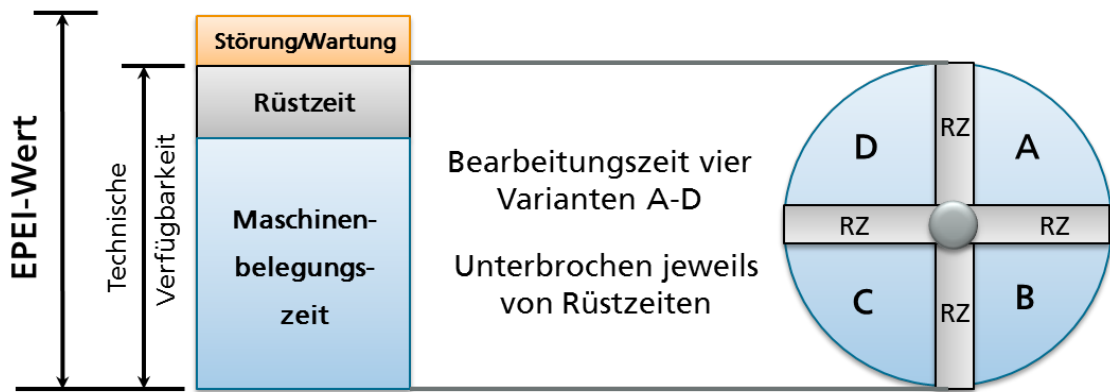 EPEI-Wert
Technische
Verfügbarkeit
Störung/Wartung
Rüstzeit
Maschinen-
belegungs-
zeit
Bearbeitungszeit vier
Varianten A-D
Unterbrochen jeweils
von Rüstzeiten
D
RZ
A
RZ
RZ
C
RZ
B